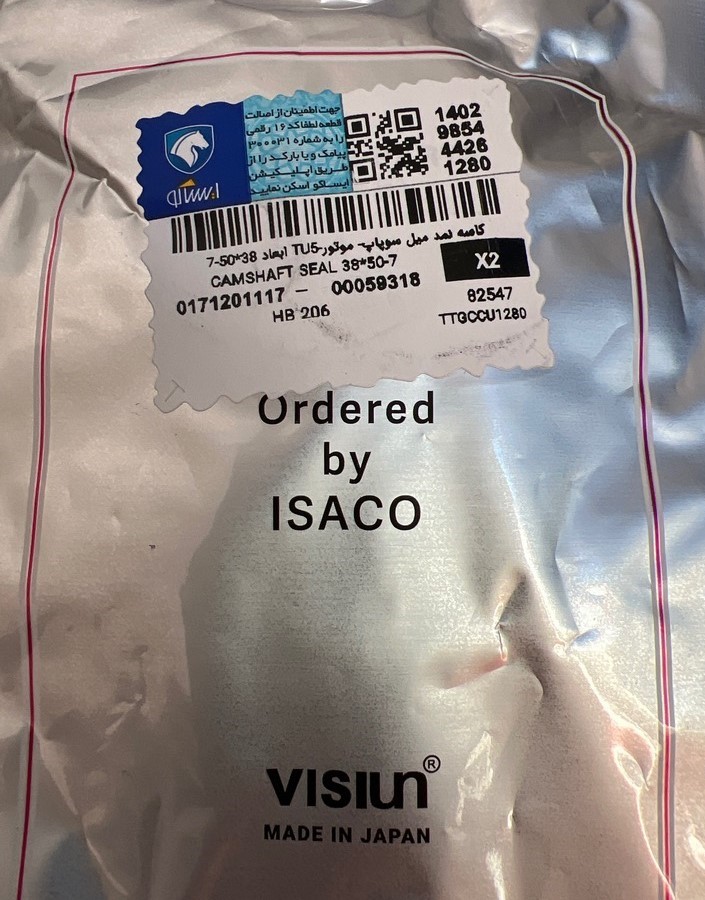 جهت اطمینان از اصالت
قطعه لطفا کد ۱۶ رقمی
را به شماره ۳۰۰۰۳۱
پیامک و یا بارکد را از
طریق اپلیکیشن
ایساکو اسکن نمایید
1402
9854
4426
1280
ایساکو
کاسه نمد میل سوپاپ- موتور-TU5 ابعاد 38*50-7
CAMSHAFT SEAL 38*50-7
X2
0171201117 – 00059318
82547
HB 206
TTGCCU1280
Ordered
by
ISACO
VISIUN®
MADE IN JAPAN